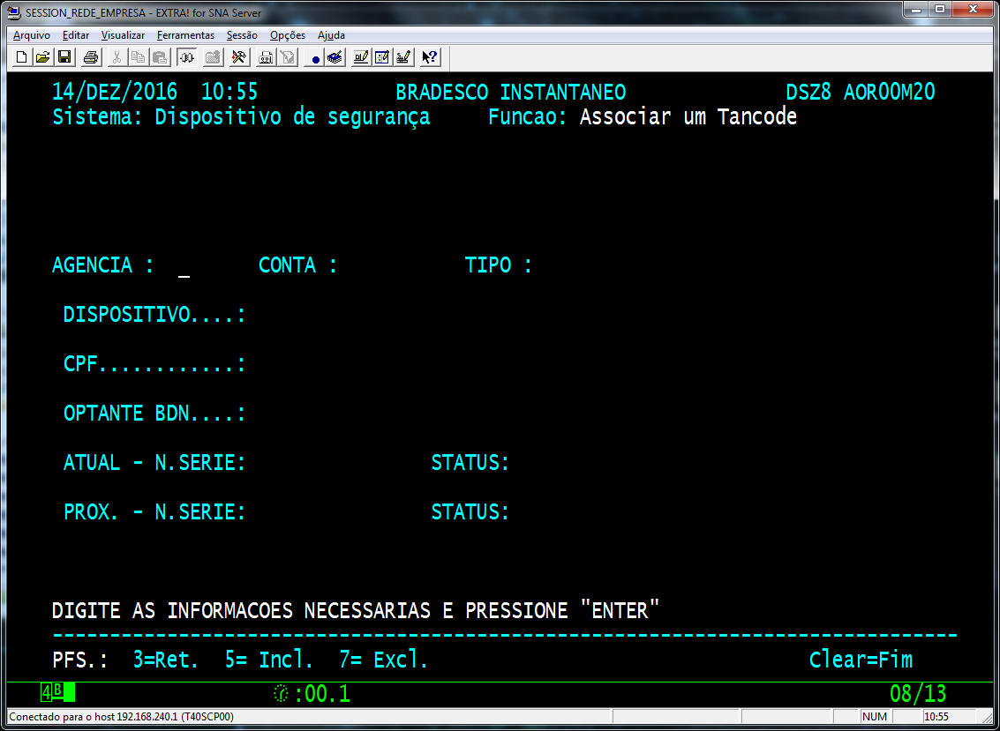 SESSION_REDE_EMPRESA - EXTRA! for SNA Server
Arquivo Editar Visualizar Ferramentas Sessão Opções Ajuda
14/DEZ/2016 10:55 BRADESCO INSTANTANEO DSZ8 AOR00M20
Sistema: Dispositivo de segurança Funcao: Associar um Tancode
AGENCIA : _ CONTA : TIPO :
DISPOSITIVO....:
CPF............:
OPTANTE BDN....:
ATUAL - N.SERIE: STATUS:
PROX. - N.SERIE: STATUS:
DIGITE AS INFORMACOES NECESSARIAS E PRESSIONE "ENTER"
-------------------------------------------------------------------------------
PFS.: 3=Ret. 5= Incl. 7= Excl. Clear=Fim
4B :00.1 08/13
Conectado para o host 192.168.240.1 (T40SCP00) NUM 10:55